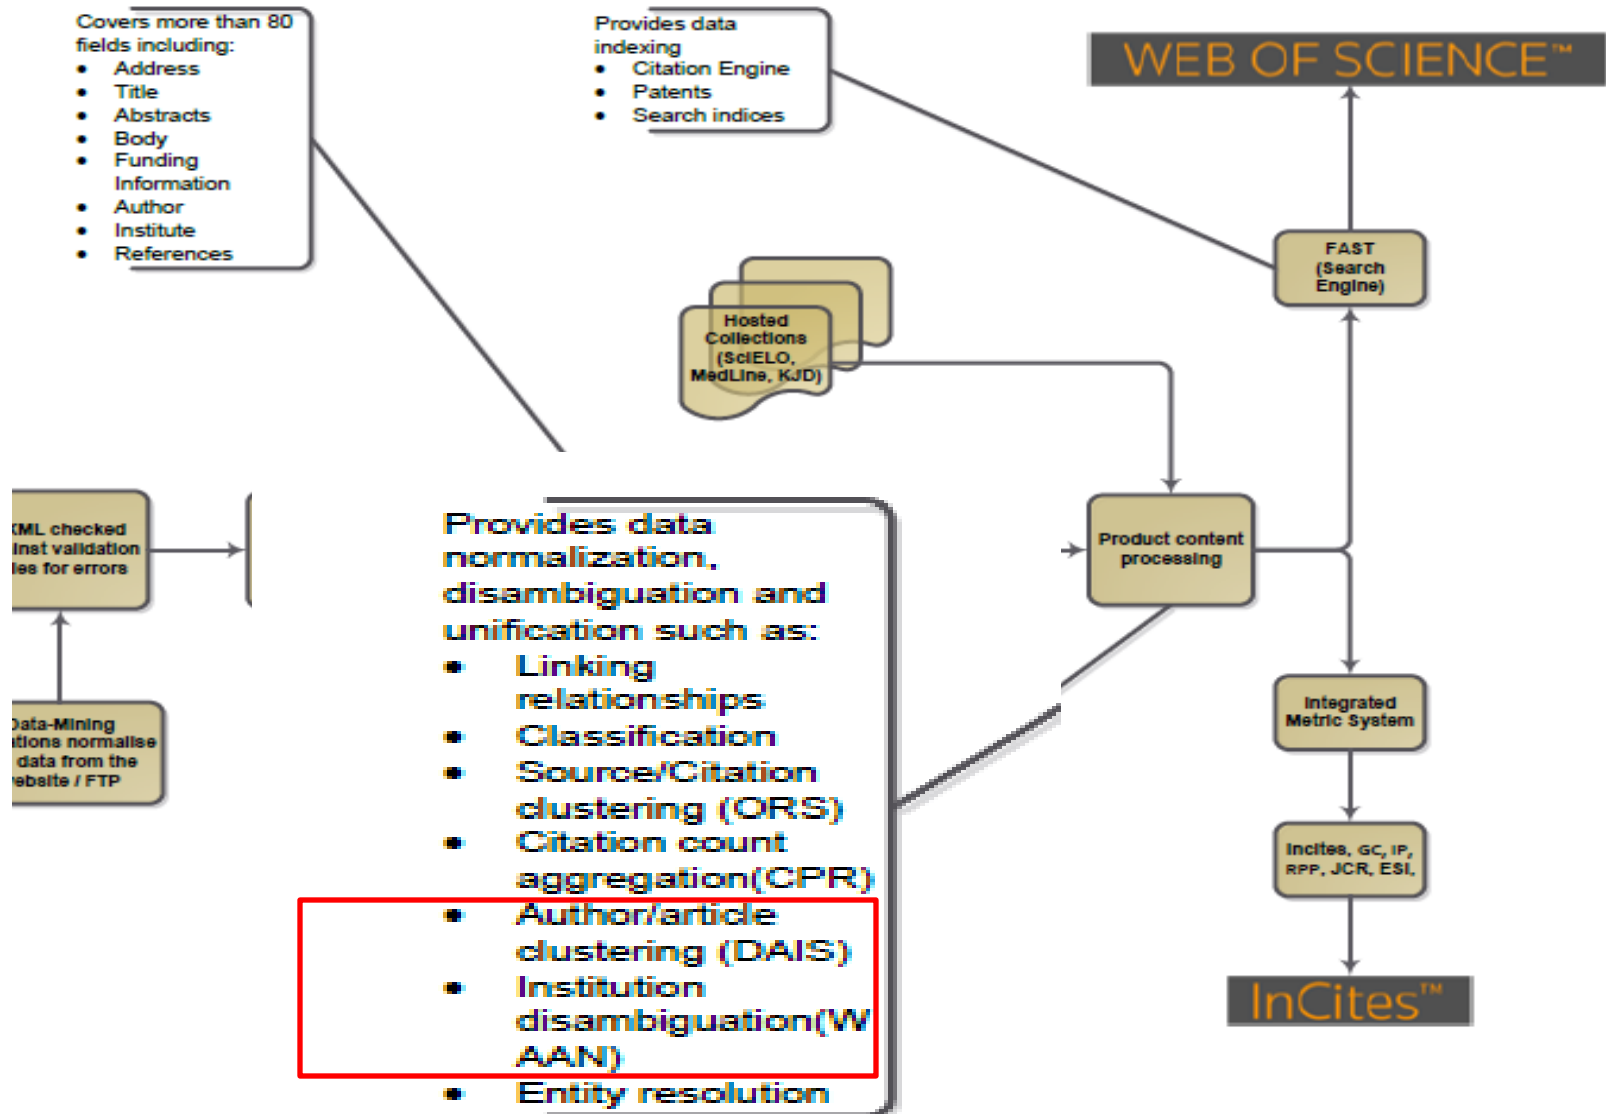 Covers more than 80
fields including:
• Address
• Title
• Abstracts
• Body
• Funding
Information
• Author
• Institute
• References
Provides data
indexing
• Citation Engine
• Patents
• Search indices
WEB OF SCIENCE™
FAST
(Search
Engine)
Hosted
Collections
(SciELO,
MedLine, KJD)
XML checked
inst validation
les for errors
Provides data
normalization,
disambiguation and
unification such as:
• Linking
relationships
• Classification
• Source/Citation
clustering (ORS)
• Citation count
aggregation(CPR)
• Author/article
clustering (DAIS)
• Institution
disambiguation(W
AAN)
• Entity resolution
Product content
processing
Data-Mining
ations normalise
data from the
website / FTP
Integrated
Metric System
Incites, GC, IP,
RPP, JCR, ESI,
InCites™